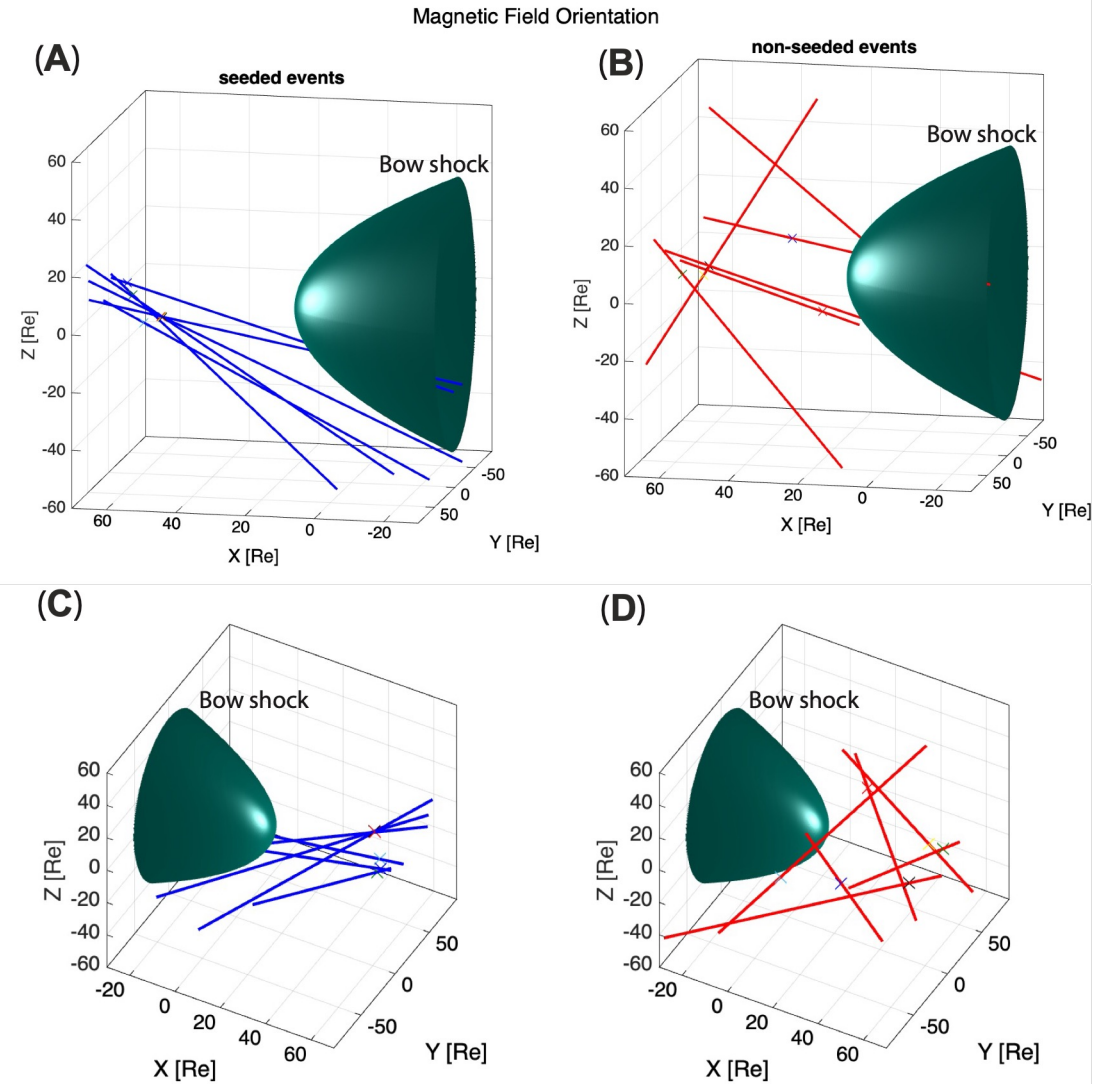 Magnetic Field Orientation
(A)
seeded events
Bow shock
60
40
20
0
-20
-40
-60
Z [Re]
60
40
20
0
-20
X [Re]
-50
0
50
Y [Re]
(B)
non-seeded events
Bow shock
60
40
20
0
-20
-40
-60
Z [Re]
60
40
20
0
-20
X [Re]
-50
0
50
Y [Re]
(C)
Bow shock
60
40
20
0
-20
-40
-60
Z [Re]
-20
0
20
40
60
X [Re]
50
0
-50
Y [Re]
(D)
Bow shock
60
40
20
0
-20
-40
-60
Z [Re]
-20
0
20
40
60
X [Re]
50
0
-50
Y [Re]